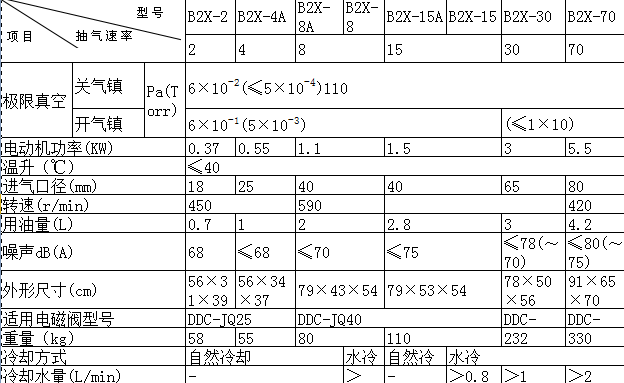 型号 B2X-2 B2X-4A B2X-8A B2X-8 B2X-15A B2X-15 B2X-30 B2X-70
项目 抽气速率 2 4 8 15 30 70
极限真空 关气镇 Pa(Torr) 6×10⁻²(≤5×10⁻⁴)110
开气镇 6×10⁻¹(5×10⁻³) (≤1×10)
电动机功率(KW) 0.37 0.55 1.1 1.5 3 5.5
温升（℃） ≤40
进气口径(mm) 18 25 40 40 65 80
转速(r/min) 450 590 420
用油量(L) 0.7 1 2 2.8 3 4.2
噪声dB(A) 68 ≤68 ≤70 ≤75 ≤78(～70) ≤80(～75)
外形尺寸(cm) 56×31×39 56×34×37 79×43×54 79×53×54 78×50×56 91×65×70
适用电磁阀型号 DDC-JQ25 DDC-JQ40 DDC- DDC-
重量（kg） 58 55 80 110 232 330
冷却方式 自然冷却 水冷 自然冷 水冷
冷却水量(L/min) - ＞ - ＞0.8 ＞1 ＞2